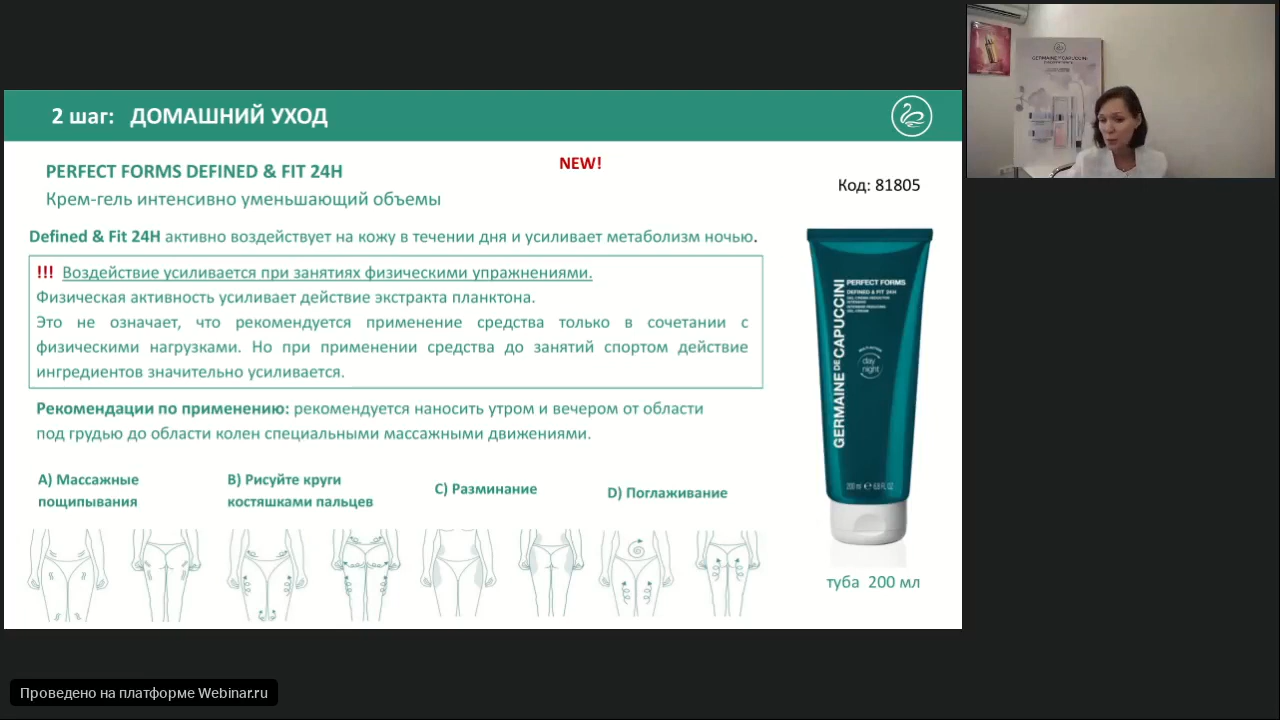 2 шаг: ДОМАШНИЙ УХОД
PERFECT FORMS DEFINED & FIT 24H
NEW!
Код: 81805
Крем-гель интенсивно уменьшающий объемы
Defined & Fit 24H активно воздействует на кожу в течении дня и усиливает метаболизм ночью.
!!! Воздействие усиливается при занятиях физическими упражнениями.
Физическая активность усиливает действие экстракта планктона.
Это не означает, что рекомендуется применение средства только в сочетании с
физическими нагрузками. Но при применении средства до занятий спортом действие
ингредиентов значительно усиливается.
Рекомендации по применению: рекомендуется наносить утром и вечером от области
под грудью до области колен специальными массажными движениями.
A) Массажные
пощипывания
B) Рисуйте круги
костяшками пальцев
C) Разминание
D) Поглаживание
GERMAINE DE CAPUCCINI
PERFECT FORMS
DEFINED & FIT 24H
day
night
200 ml
туба 200 мл
GERMAINE DE CAPUCCINI
Проведено на платформе Webinar.ru